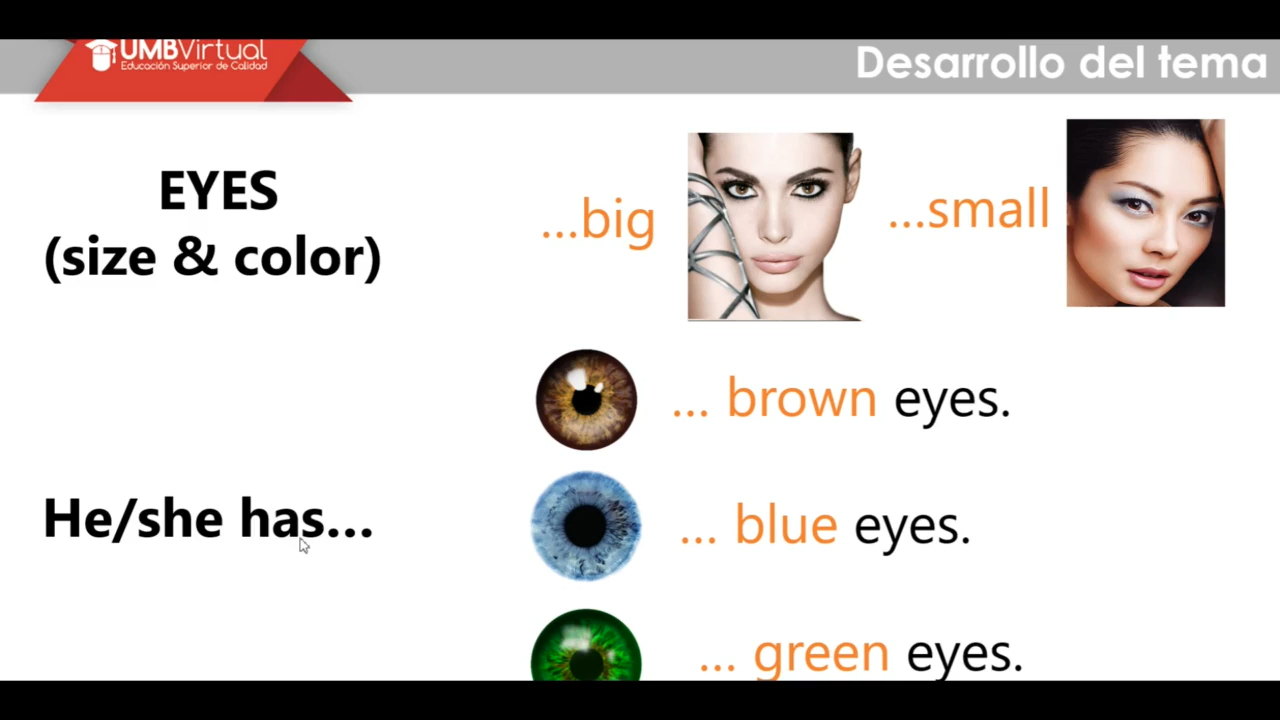 UMBVirtual
Educación Superior de Calidad
Desarrollo del tema
EYES
(size & color)
...big
...small
... brown eyes.
He/she has...
... blue eyes.
... green eyes.